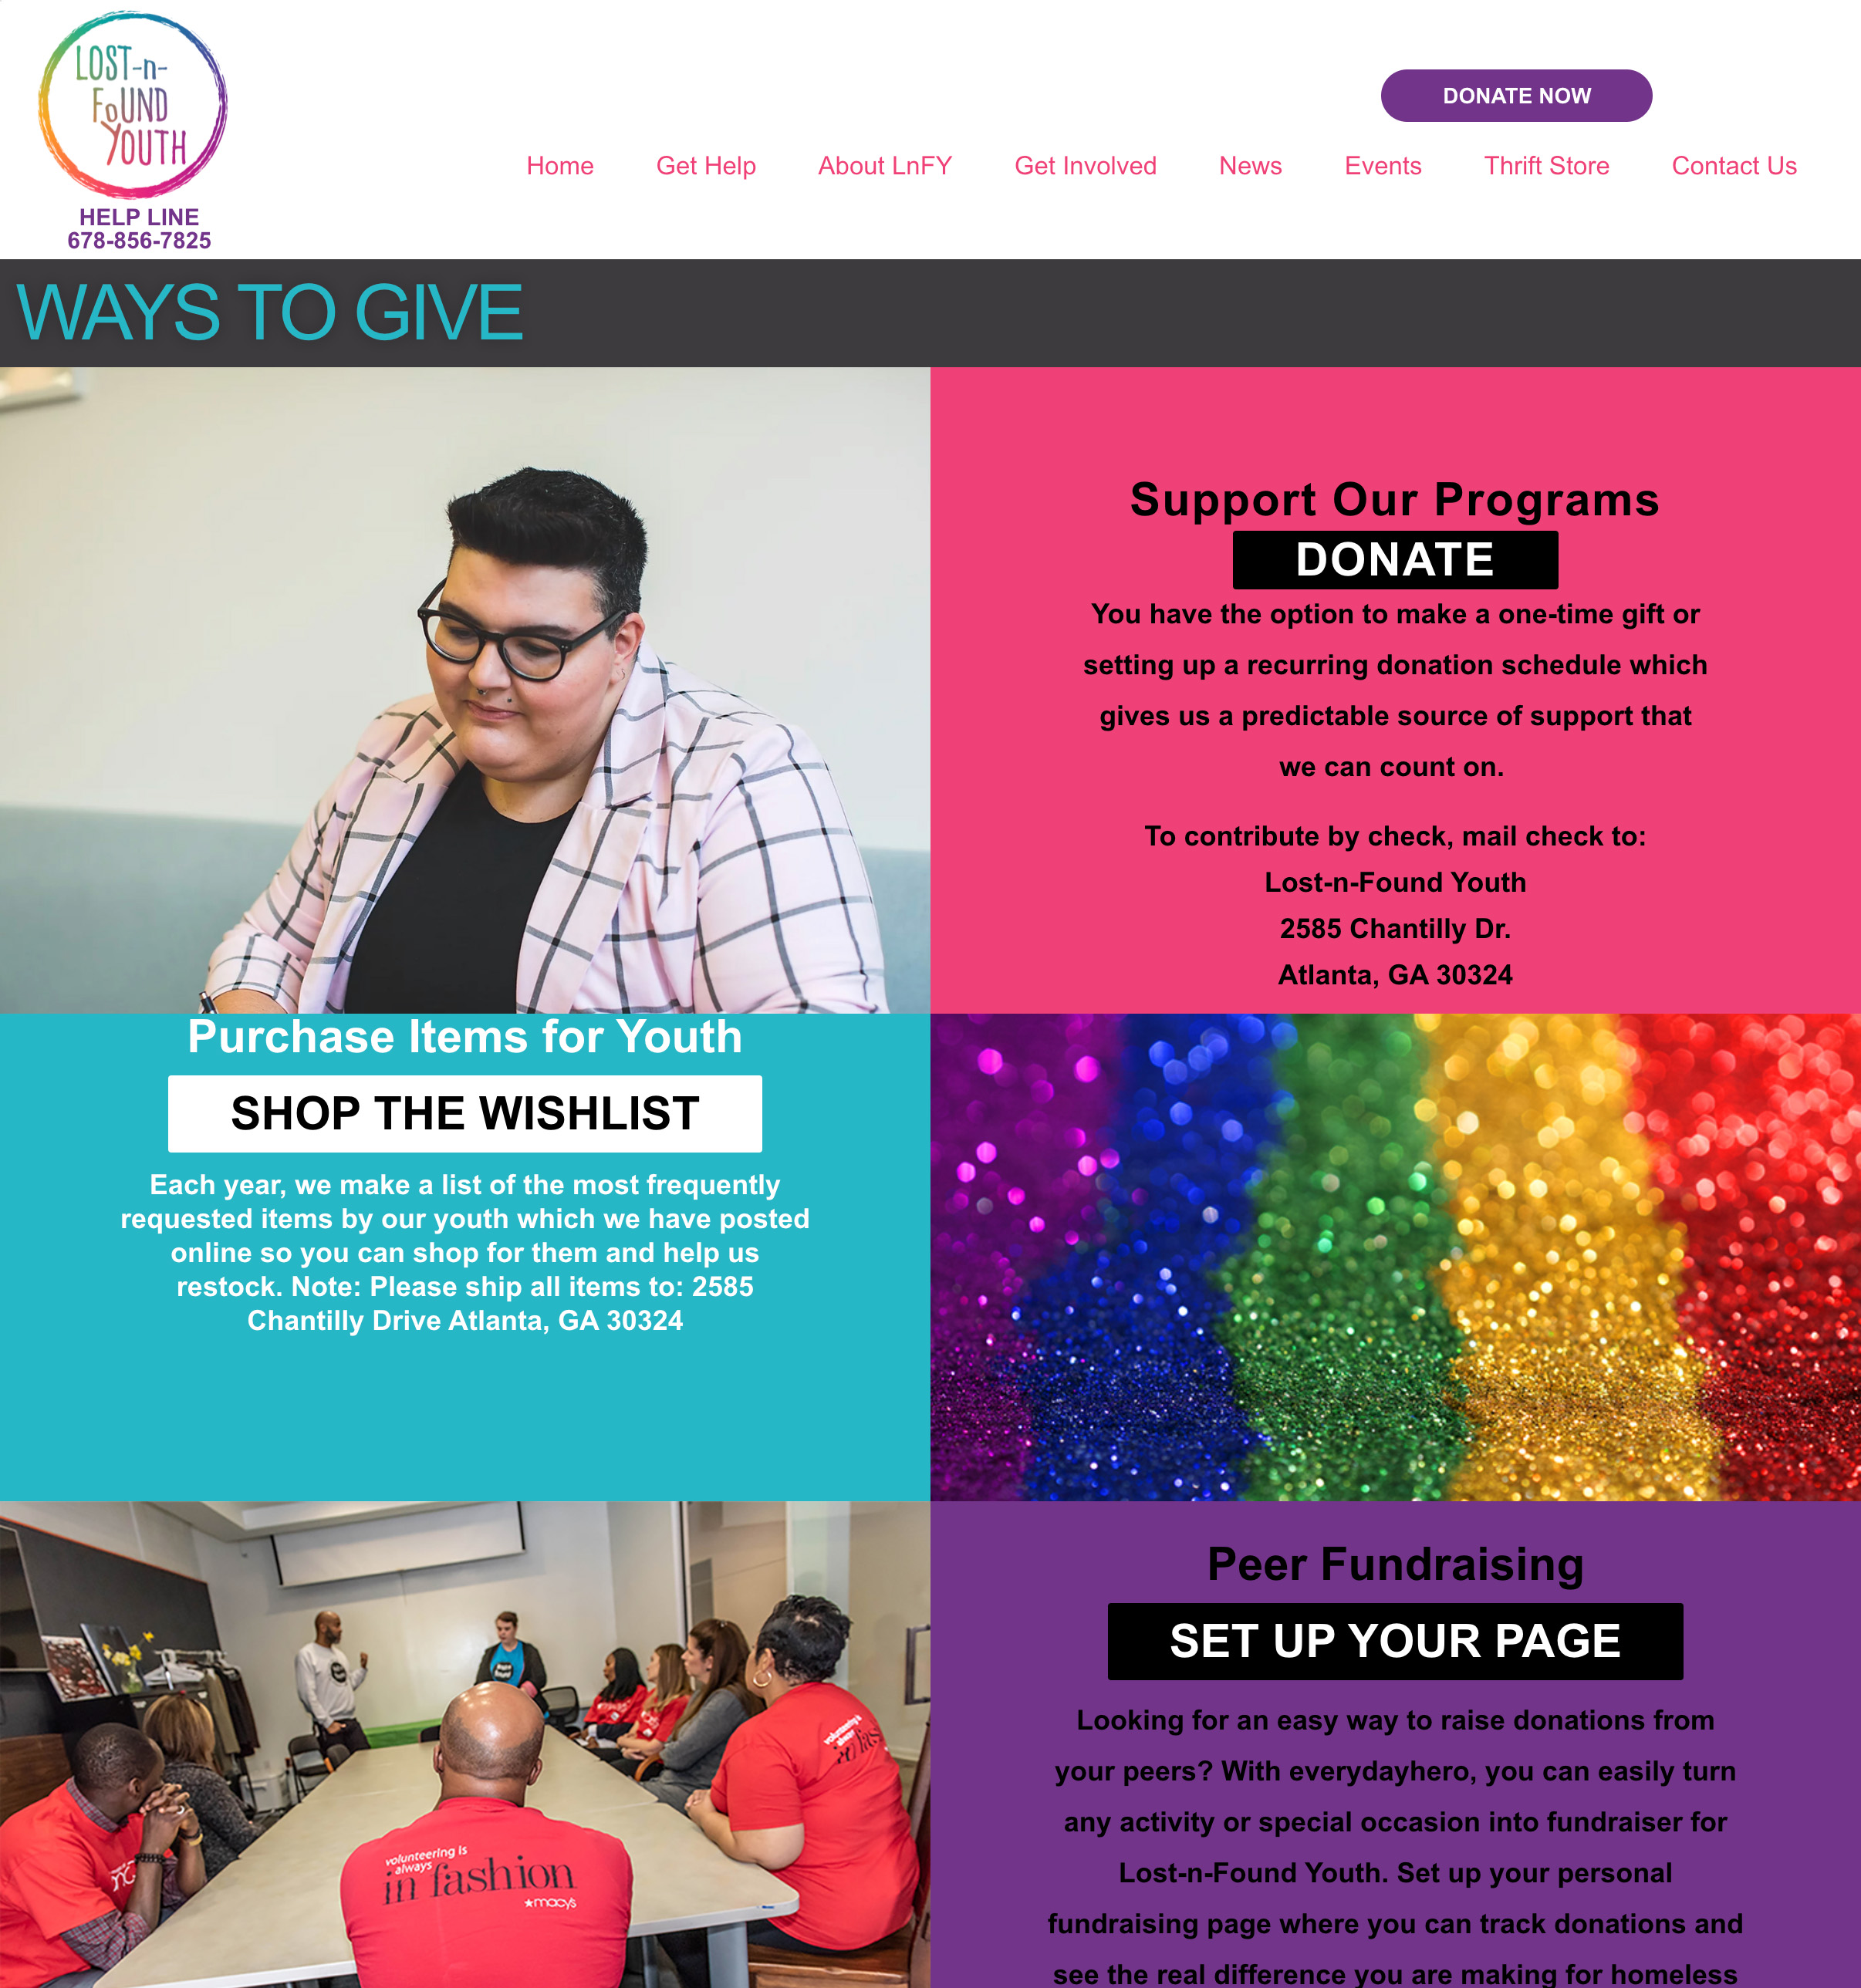 LOST-n-
FoUND
YOUTH
HELP LINE
678-856-7825
DONATE NOW
Home Get Help About LnFY Get Involved News Events Thrift Store Contact Us
WAYS TO GIVE
Support Our Programs
DONATE
You have the option to make a one-time gift or
setting up a recurring donation schedule which
gives us a predictable source of support that
we can count on.
To contribute by check, mail check to:
Lost-n-Found Youth
2585 Chantilly Dr.
Atlanta, GA 30324
Purchase Items for Youth
SHOP THE WISHLIST
Each year, we make a list of the most frequently
requested items by our youth which we have posted
online so you can shop for them and help us
restock. Note: Please ship all items to: 2585
Chantilly Drive Atlanta, GA 30324
Peer Fundraising
SET UP YOUR PAGE
Looking for an easy way to raise donations from
your peers? With everydayhero, you can easily turn
any activity or special occasion into fundraiser for
Lost-n-Found Youth. Set up your personal
fundraising page where you can track donations and
see the real difference you are making for homeless
volunteering is
always
in fashion
macy's
volunteering is
always